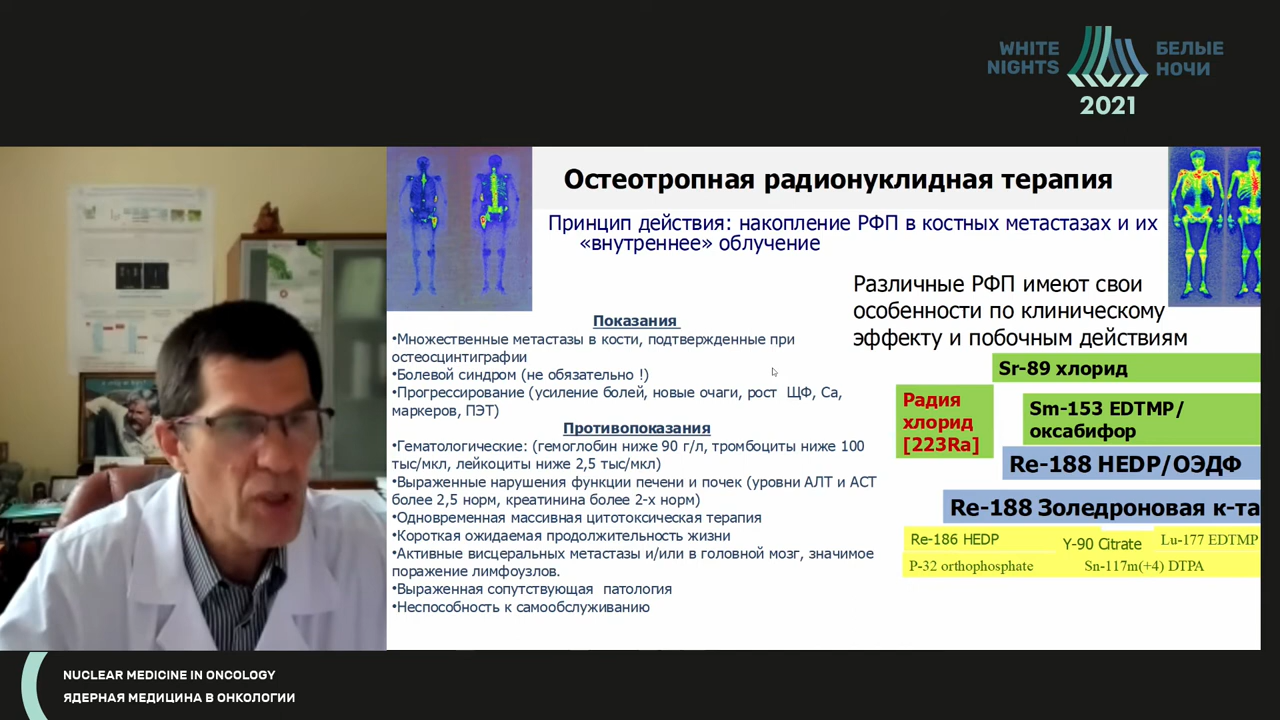 WHITE
NIGHTS
БЕЛЫЕ
НОЧИ
2021
Остеотропная радионуклидная терапия
Принцип действия: накопление РФП в костных метастазах и их
«внутреннее» облучение
Различные РФП имеют свои
особенности по клиническому
эффекту и побочным действиям
Показания
•Множественные метастазы в кости, подтвержденные при
остеосцинтиграфии
•Болевой синдром (не обязательно !)
•Прогрессирование (усиление болей, новые очаги, рост ЩФ, Са,
маркеров, ПЭТ)
Противопоказания
•Гематологические: (гемоглобин ниже 90 г/л, тромбоциты ниже 100
тыс/мкл, лейкоциты ниже 2,5 тыс/мкл)
•Выраженные нарушения функции печени и почек (уровни АЛТ и АСТ
более 2,5 норм, креатинина более 2-х норм)
•Одновременная массивная цитотоксическая терапия
•Короткая ожидаемая продолжительность жизни
•Активные висцеральных метастазы и/или в головной мозг, значимое
поражение лимфоузлов.
•Выраженная сопутствующая патология
•Неспособность к самообслуживанию
Sr-89 хлорид
Радия
хлорид
[223Ra]
Sm-153 EDTMP/
оксабифор
Re-188 HEDP/ОЭДФ
Re-188 Золедроновая к-та
Re-186 HEDP
Y-90 Citrate
Lu-177 EDTMP
P-32 orthophosphate
Sn-117m(+4) DTPA
NUCLEAR MEDICINE IN ONCOLOGY
ЯДЕРНАЯ МЕДИЦИНА В ОНКОЛОГИИ